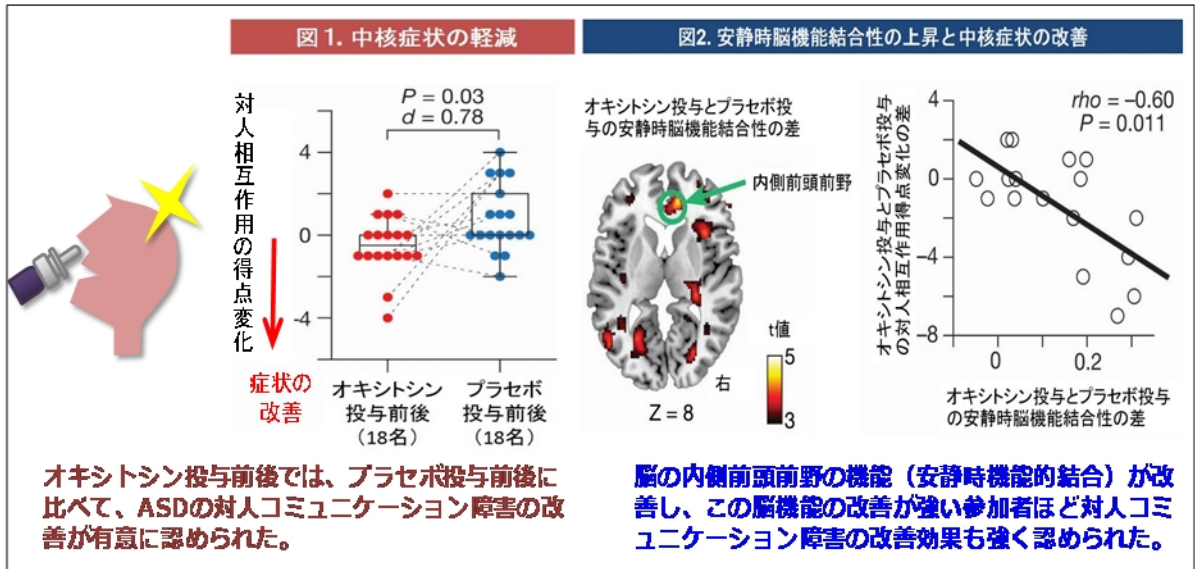 図1. 中核症状の軽減
対人相互作用の得点変化
P = 0.03
d = 0.78
4
0
-4
症状の
改善
オキシトシン
投与前後
（18名）
プラセボ
投与前後
（18名）
オキシトシン投与前後では、プラセボ投与前後に
比べて、ASDの対人コミュニケーション障害の改
善が有意に認められた。
図2. 安静時脳機能結合性の上昇と中核症状の改善
オキシトシン投与とプラセボ投
与の安静時脳機能結合性の差
内側前頭前野
t値
5
3
右
Z = 8
オキシトシン投与とプラセボ投与
の対人相互作用得点変化の差
rho = –0.60
P = 0.011
4
0
-4
-8
0
0.2
オキシトシン投与とプラセボ投与
の安静時脳機能結合性の差
脳の内側前頭前野の機能（安静時機能的結合）が改
善し、この脳機能の改善が強い参加者ほど対人コミ
ュニケーション障害の改善効果も強く認められた。